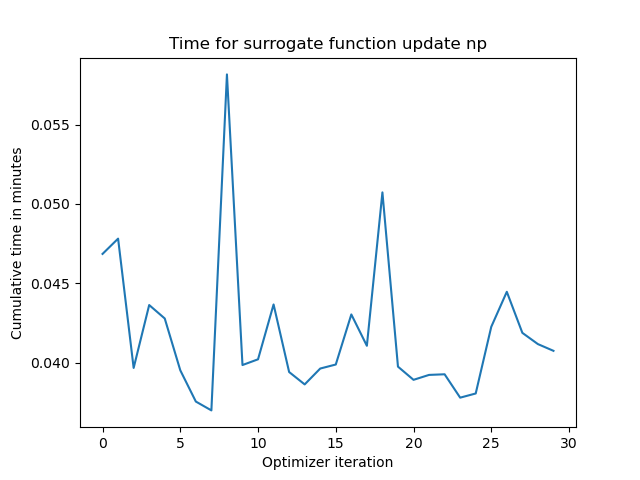 Time for surrogate function update np
Cumulative time in minutes
0.055
0.050
0.045
0.040
0 5 10 15 20 25 30
Optimizer iteration